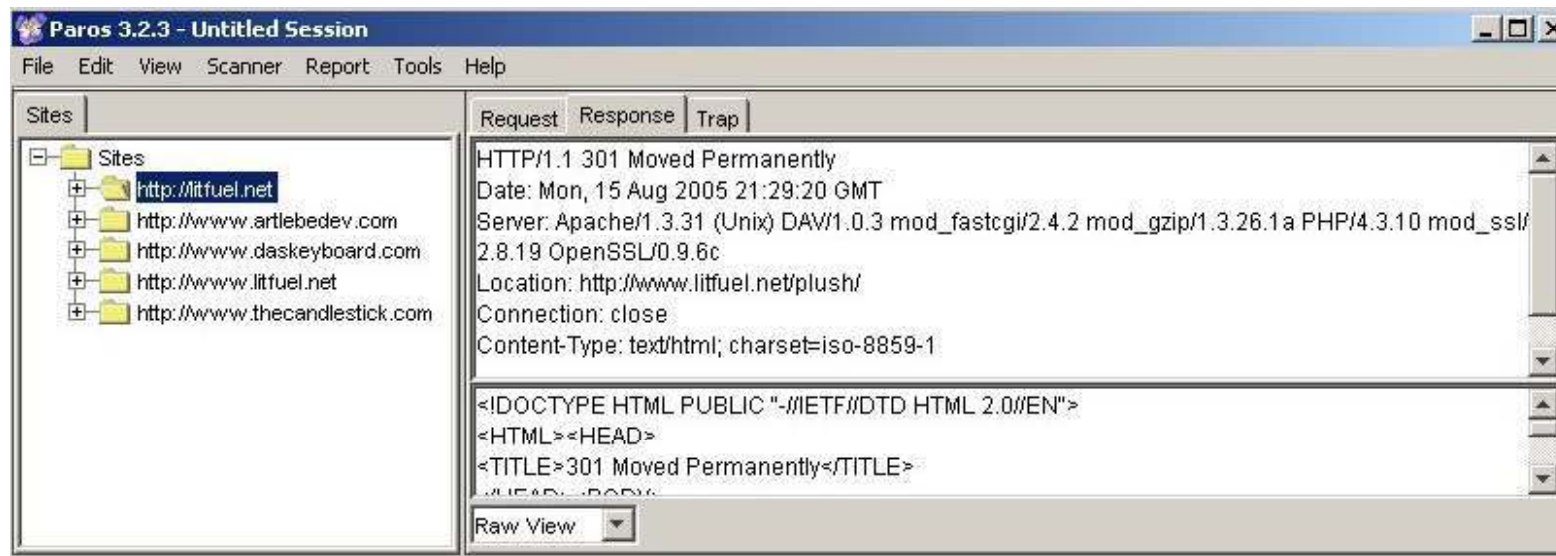 Paros 3.2.3 - Untitled Session
File Edit View Scanner Report Tools Help
Sites
Sites
http://litfuel.net
http://www.artlebedev.com
http://www.daskeyboard.com
http://www.litfuel.net
http://www.thecandlestick.com
Request Response Trap
HTTP/1.1 301 Moved Permanently
Date: Mon, 15 Aug 2005 21:29:20 GMT
Server: Apache/1.3.31 (Unix) DAV/1.0.3 mod_fastcgi/2.4.2 mod_gzip/1.3.26.1a PHP/4.3.10 mod_ssl/
2.8.19 OpenSSL/0.9.6c
Location: http://www.litfuel.net/plush/
Connection: close
Content-Type: text/html; charset=iso-8859-1
<!DOCTYPE HTML PUBLIC "-//IETF//DTD HTML 2.0//EN">
<HTML><HEAD>
<TITLE>301 Moved Permanently</TITLE>
Raw View